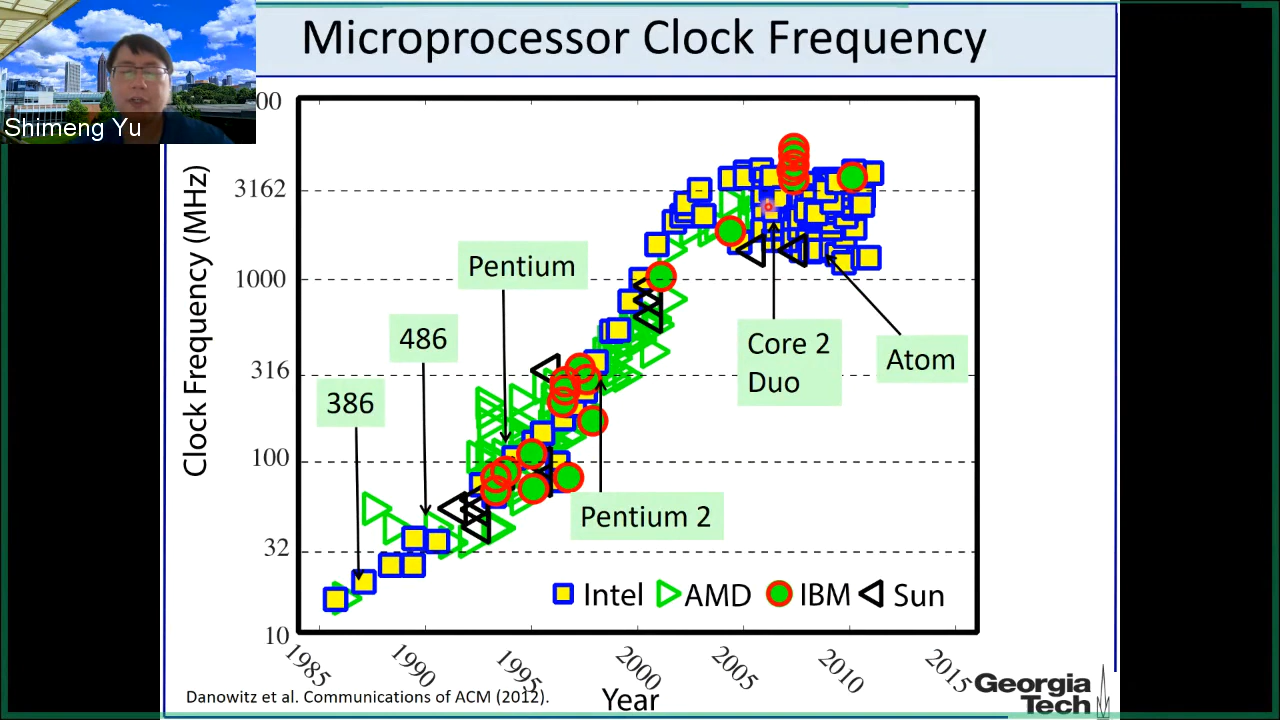 Microprocessor Clock Frequency
Shimeng Yu
00
3162
1000
316
100
32
10
Clock Frequency (MHz)
Pentium
486
386
Core 2
Duo
Atom
Pentium 2
Intel
AMD
IBM
Sun
1985
1990
1995
2000
2005
2010
2015
Year
Danowitz et al. Communications of ACM (2012).
Georgia
Tech